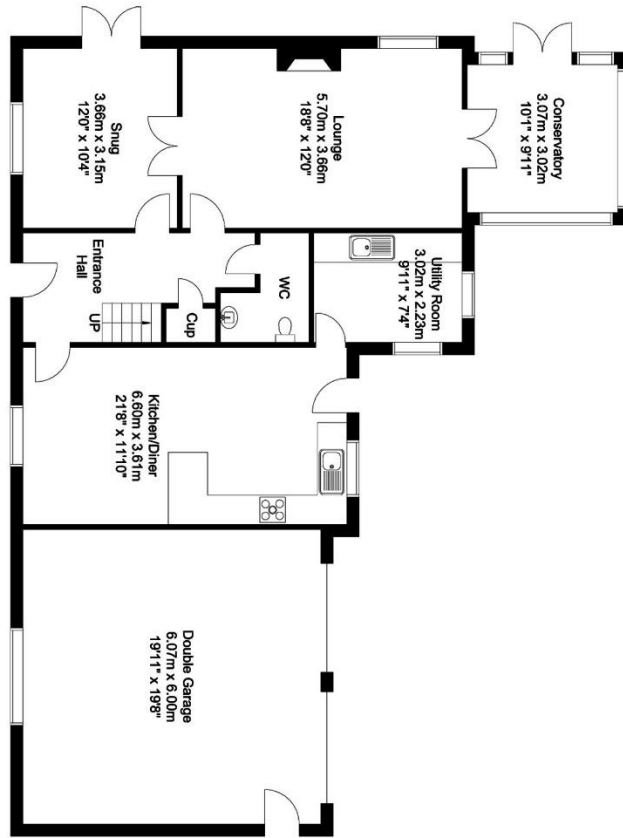 Snug
3.66m x 3.15m
12'0" x 10'4"
Lounge
5.70m x 3.66m
18'8" x 12'0"
Conservatory
3.07m x 3.02m
10'1" x 9'11"
Entrance
Hall
UP
Cup
WC
Utility Room
3.02m x 2.23m
9'11" x 7'4"
Kitchen/Diner
6.60m x 3.61m
21'8" x 11'10"
Double Garage
6.07m x 6.00m
19'11" x 19'8"